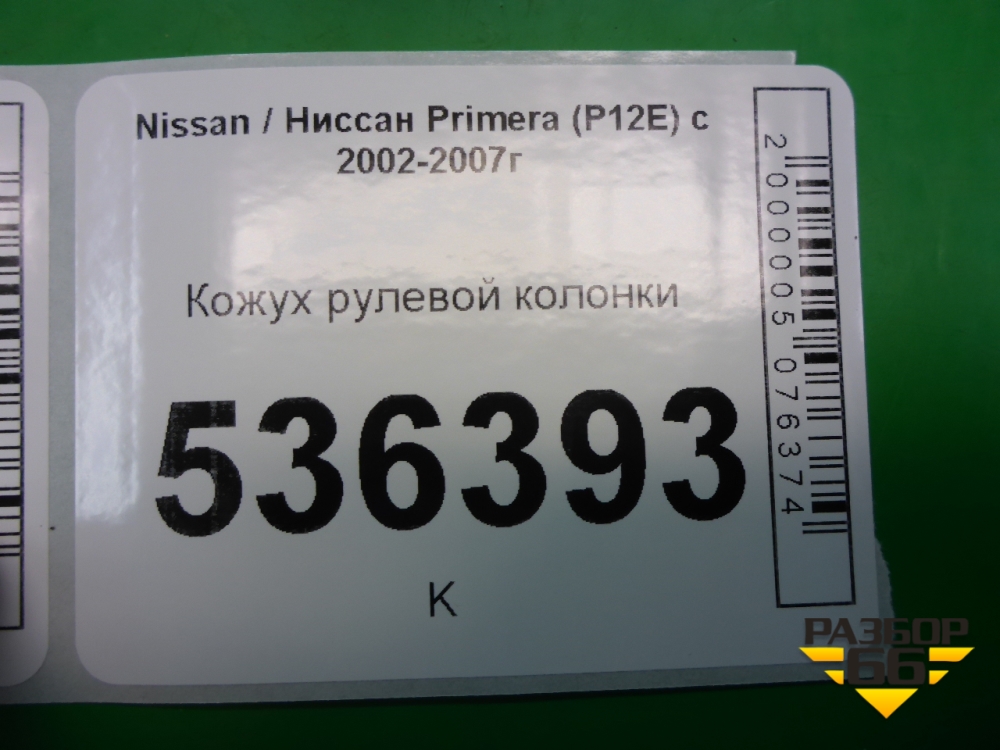 Nissan / Ниссан Primera (P12E) с
2002-2007г
Кожух рулевой колонки
536393
К
2000005076374
РАЗБОР
66